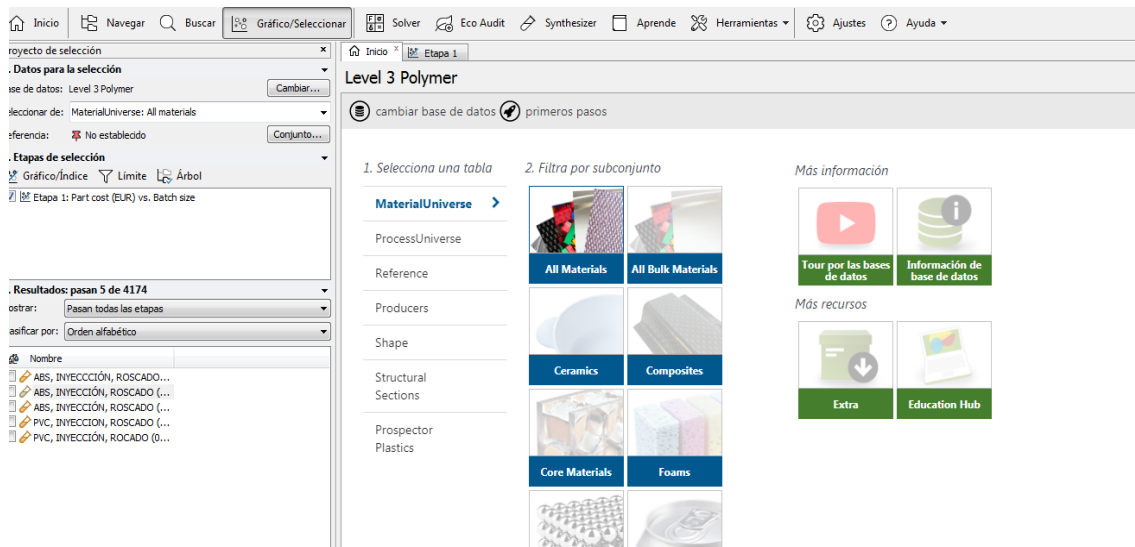 Inicio Navegar Buscar Gráfico/Seleccionar Solver Eco Audit Synthesizer Aprende Herramientas Ajustes Ayuda
royecto de selección ×
. Datos para la selección
ase de datos: Level 3 Polymer Cambiar...
eleccionar de: MaterialUniverse: All materials
eferencia: No establecido Conjunto...
. Etapas de selección
Gráfico/Índice Límite Árbol
Etapa 1: Part cost (EUR) vs. Batch size
. Resultados: pasan 5 de 4174
ostrar: Pasan todas las etapas
asificar por: Orden alfabético
Nombre
ABS, INYECCCIÓN, ROSCADO...
ABS, INYECCIÓN, ROSCADO (...
ABS, INYECCIÓN, ROSCADO (...
PVC, INYECCIÓN, ROSCADO (...
PVC, INYECCIÓN, ROCADO (0...
Inicio × Etapa 1
Level 3 Polymer
cambiar base de datos primeros pasos
1. Selecciona una tabla
MaterialUniverse
ProcessUniverse
Reference
Producers
Shape
Structural
Sections
Prospector
Plastics
2. Filtra por subconjunto
All Materials All Bulk Materials
Ceramics Composites
Core Materials Foams
Más información
Tour por las bases
de datos
Información de
base de datos
Más recursos
Extra Education Hub